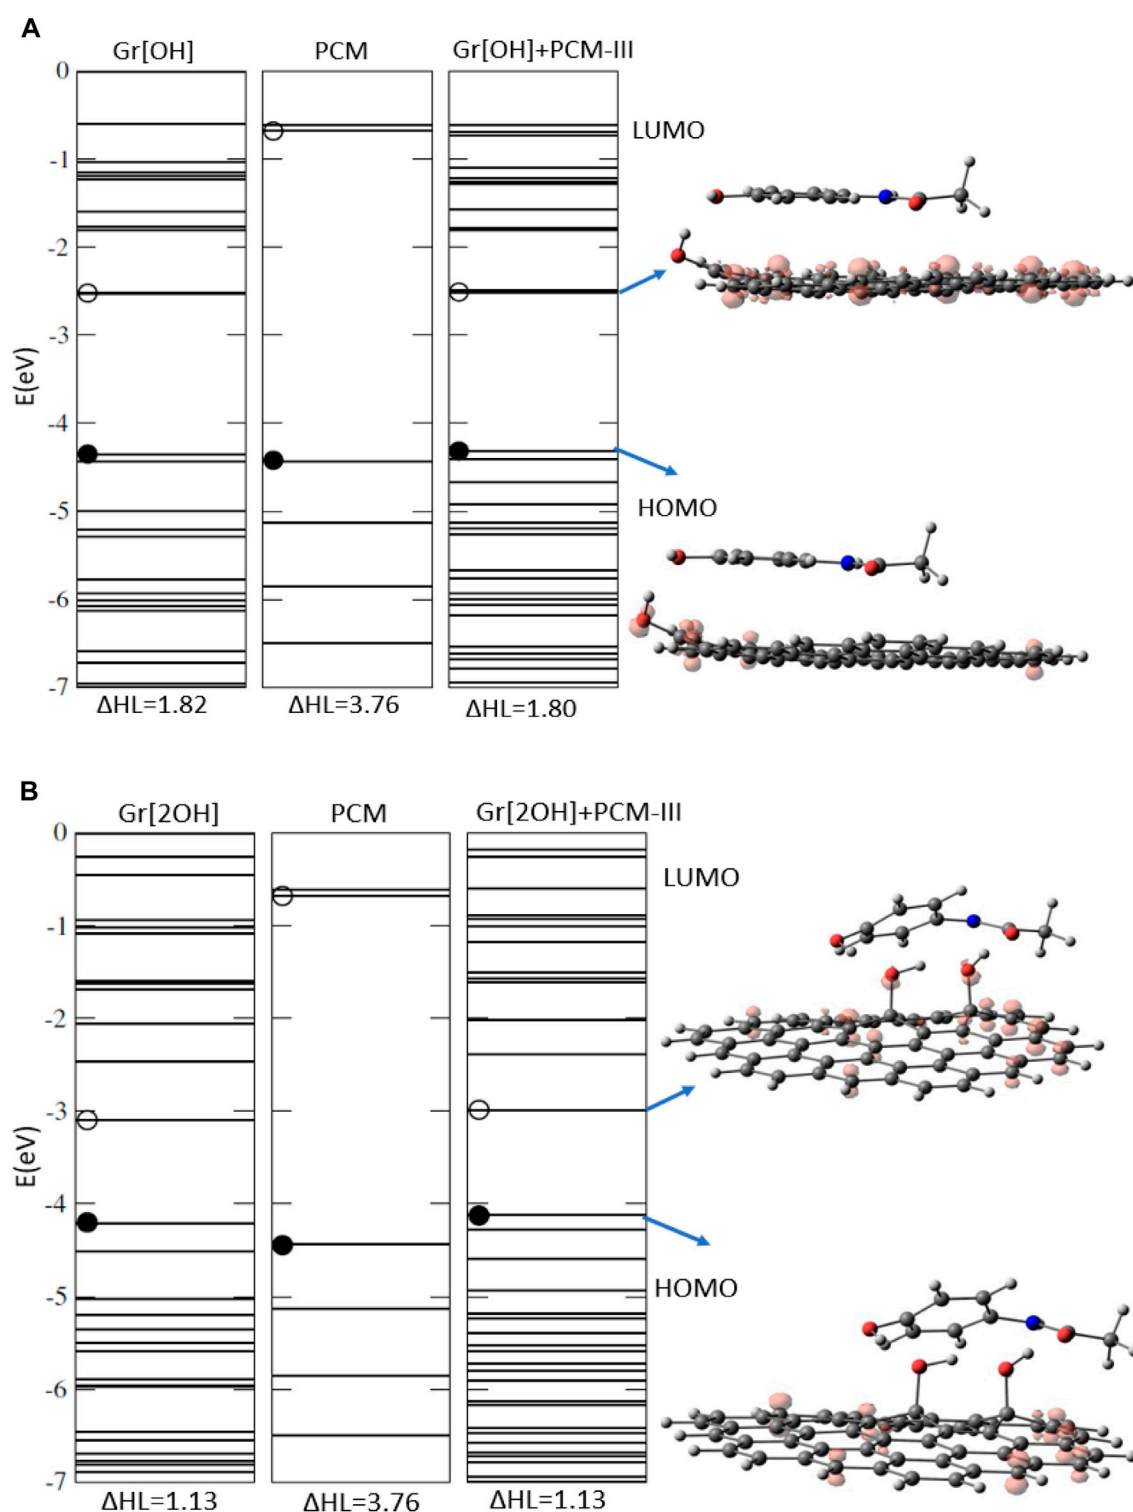 A
Gr[OH] PCM Gr[OH]+PCM-III
0
LUMO
-1
-2
-3
E(eV)
-4
-5
HOMO
-6
-7
ΔHL=1.82 ΔHL=3.76 ΔHL=1.80
B
Gr[2OH] PCM Gr[2OH]+PCM-III
0
LUMO
-1
-2
-3
E(eV)
-4
-5
HOMO
-6
-7
ΔHL=1.13 ΔHL=3.76 ΔHL=1.13